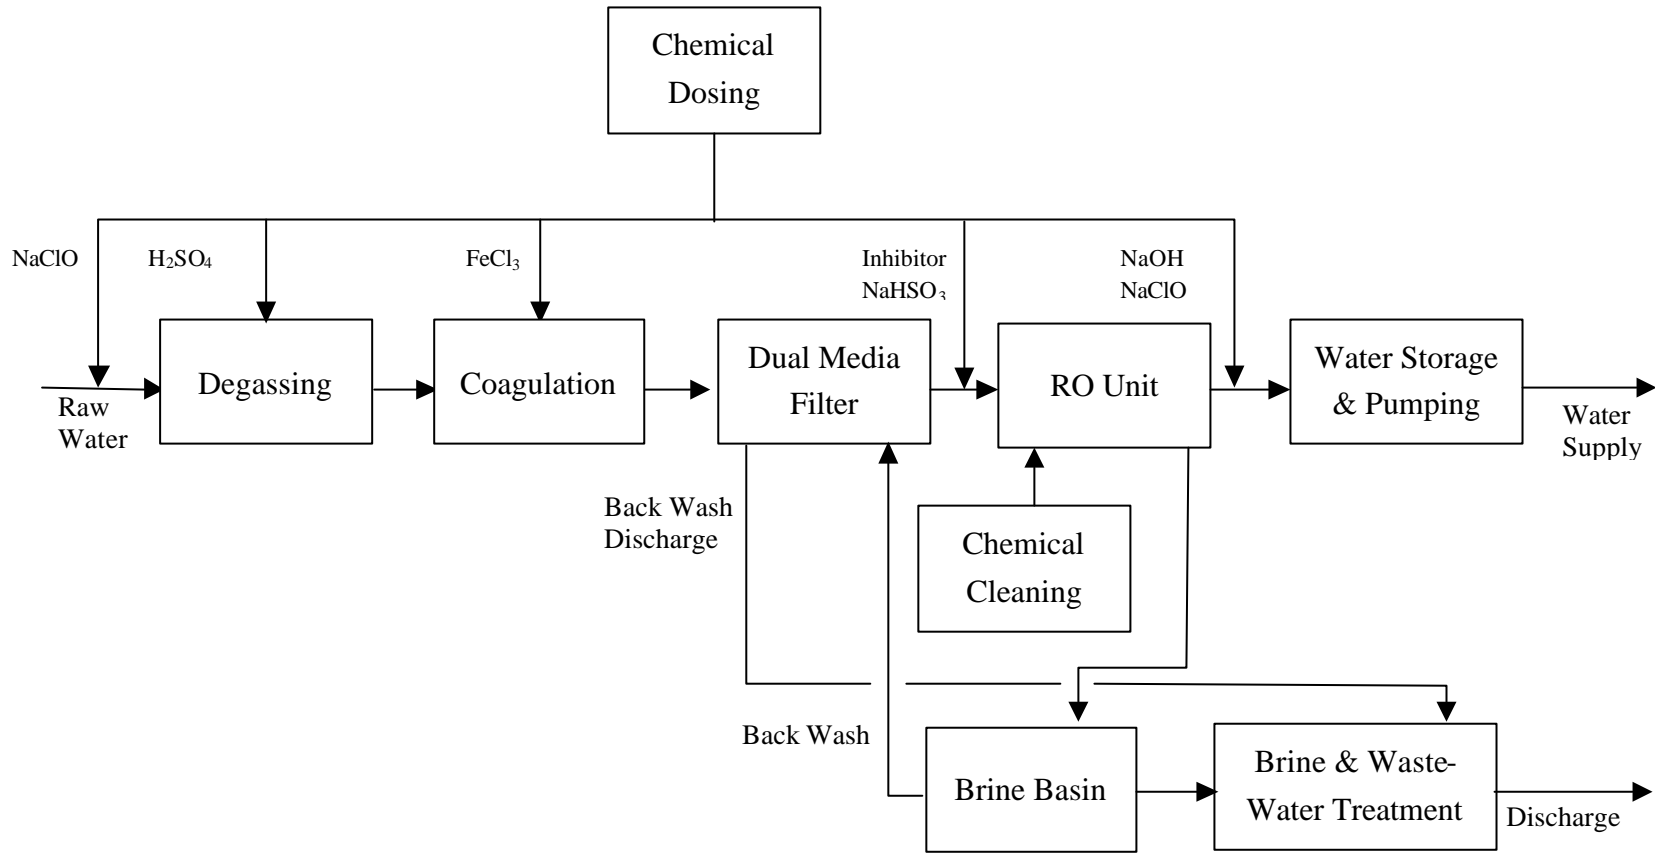 Chemical
Dosing
NaClO
H₂SO₄
FeCl₃
Inhibitor
NaHSO₃
NaOH
NaClO
Degassing
Coagulation
Dual Media
Filter
RO Unit
Water Storage
& Pumping
Raw
Water
Water
Supply
Back Wash
Discharge
Chemical
Cleaning
Back Wash
Brine Basin
Brine & Waste-
Water Treatment
Discharge